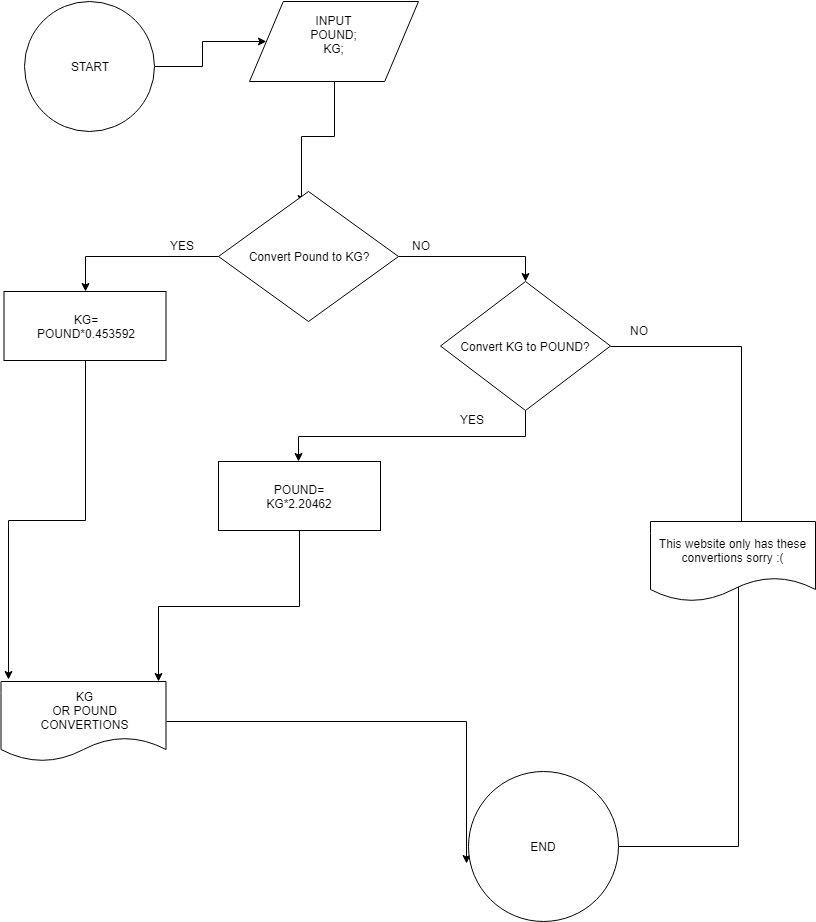 START
INPUT
POUND;
KG;
Convert Pound to KG?
YES
NO
KG=
POUND*0.453592
Convert KG to POUND?
NO
YES
POUND=
KG*2.20462
This website only has these
convertions sorry :(
KG
OR POUND
CONVERTIONS
END